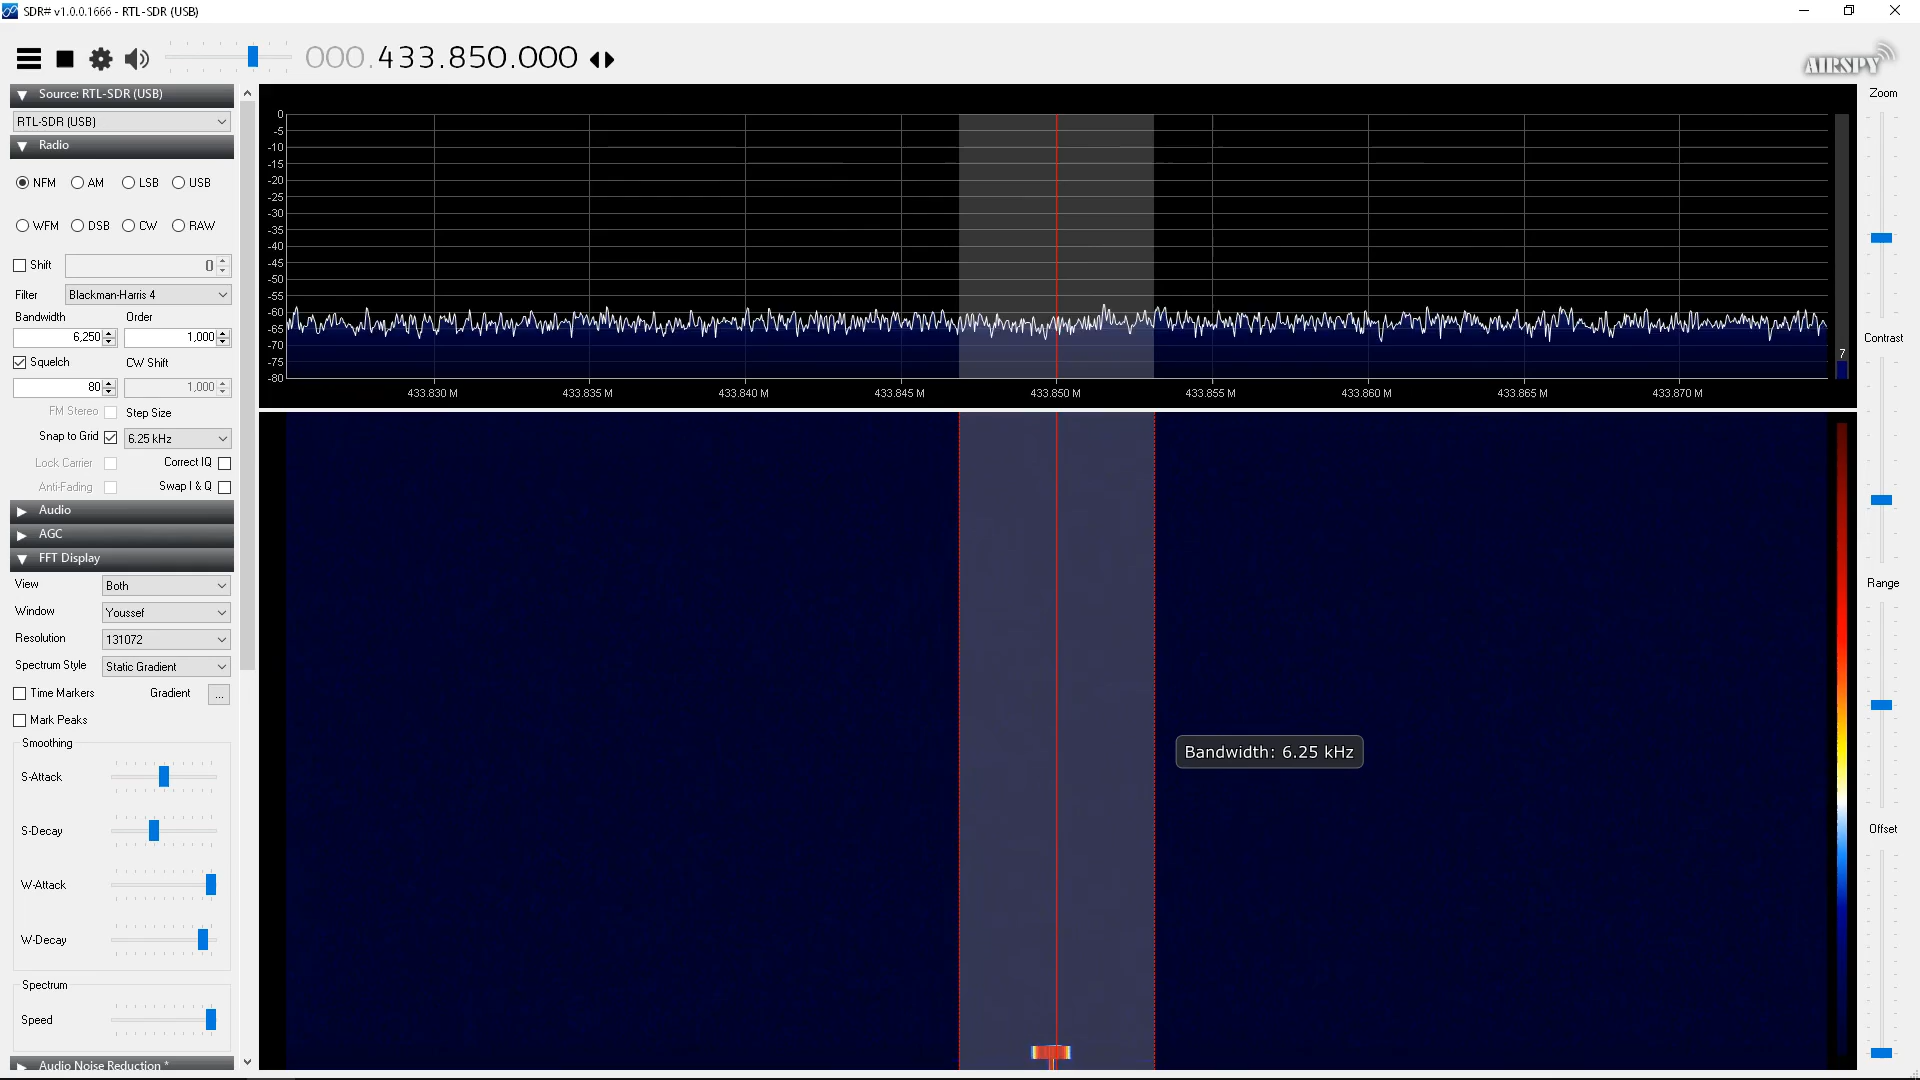 SDR# v1.0.0.1666 - RTL-SDR (USB)
000.433.850.000
AIRSPY
Source: RTL-SDR (USB)
RTL-SDR (USB)
Radio
NFM AM LSB USB
WFM DSB CW RAW
Shift 0
Filter Blackman-Harris 4
Bandwidth Order
6,250 1,000
Squelch CW Shift
80 1,000
FM Stereo Step Size
Snap to Grid 6.25 kHz
Lock Carrier Correct IQ
Anti-Fading Swap I & Q
Audio
AGC
FFT Display
View Both
Window Youssef
Resolution 131072
Spectrum Style Static Gradient
Time Markers Gradient ...
Mark Peaks
Smoothing
S-Attack
S-Decay
W-Attack
W-Decay
Spectrum
Speed
Audio Noise Reduction *
0
-5
-10
-15
-20
-25
-30
-35
-40
-45
-50
-55
-60
-65
-70
-75
-80
7
433.830 M 433.835 M 433.840 M 433.845 M 433.850 M 433.855 M 433.860 M 433.865 M 433.870 M
Bandwidth: 6.25 kHz
Zoom
Contrast
Range
Offset